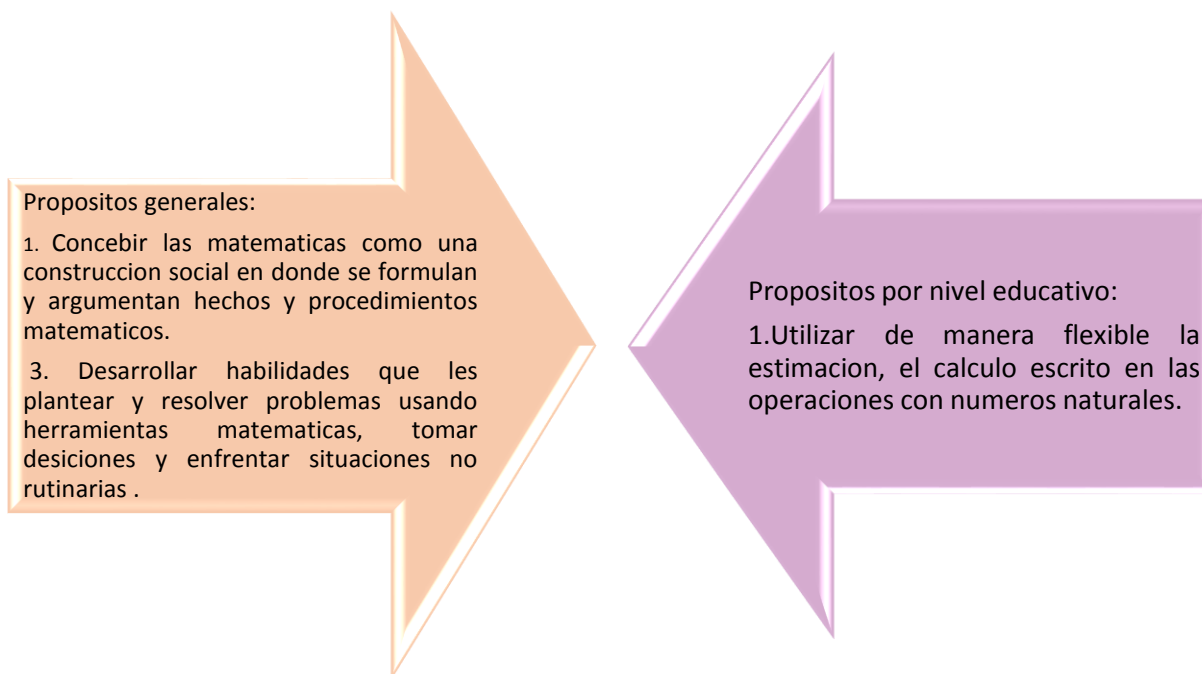 Propositos generales:
1. Concebir las matematicas como una
construccion social en donde se formulan
y argumentan hechos y procedimientos
matematicos.
3. Desarrollar habilidades que les
plantear y resolver problemas usando
herramientas matematicas, tomar
desiciones y enfrentar situaciones no
rutinarias .
Propositos por nivel educativo:
1.Utilizar de manera flexible la
estimacion, el calculo escrito en las
operaciones con numeros naturales.